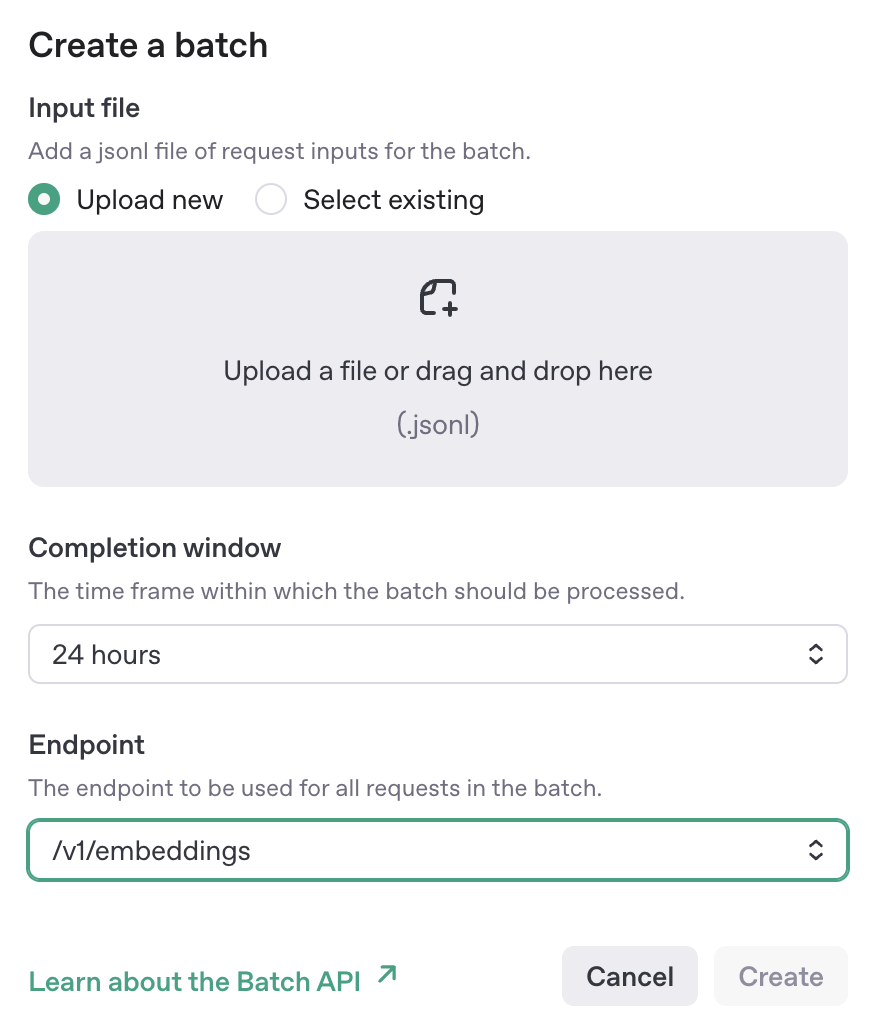 Create a batch
Input file
Add a jsonl file of request inputs for the batch.
Upload new Select existing
Upload a file or drag and drop here
(.jsonl)
Completion window
The time frame within which the batch should be processed.
24 hours
Endpoint
The endpoint to be used for all requests in the batch.
/v1/embeddings
Learn about the Batch API Cancel Create